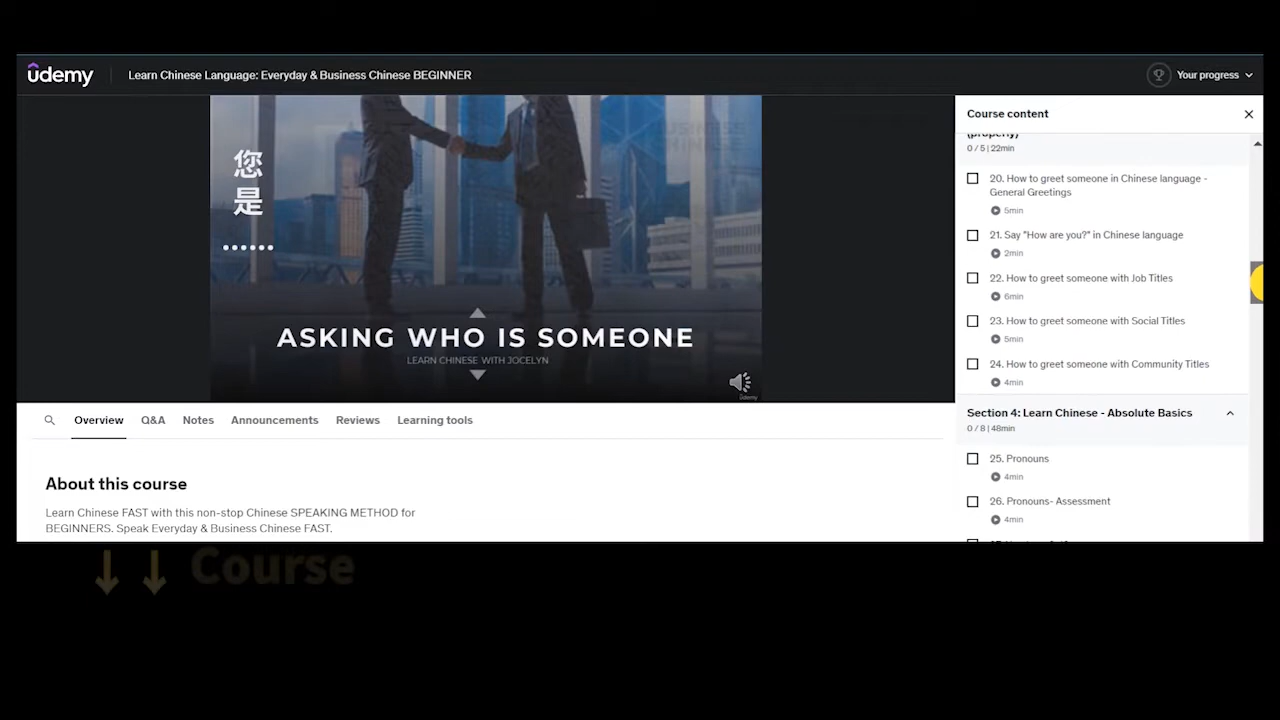 udemy
Learn Chinese Language: Everyday & Business Chinese BEGINNER
Your progress
您
是
......
ASKING WHO IS SOMEONE
LEARN CHINESE WITH JOCELYN
udemy
Overview
Q&A
Notes
Announcements
Reviews
Learning tools
About this course
Learn Chinese FAST with this non-stop Chinese SPEAKING METHOD for
BEGINNERS. Speak Everyday & Business Chinese FAST.
Course content
(properly)
0 / 5 | 22min
20. How to greet someone in Chinese language -
General Greetings
5min
21. Say "How are you?" in Chinese language
2min
22. How to greet someone with Job Titles
6min
23. How to greet someone with Social Titles
5min
24. How to greet someone with Community Titles
4min
Section 4: Learn Chinese - Absolute Basics
0 / 8 | 48min
25. Pronouns
4min
26. Pronouns- Assessment
4min
↓ ↓ Course